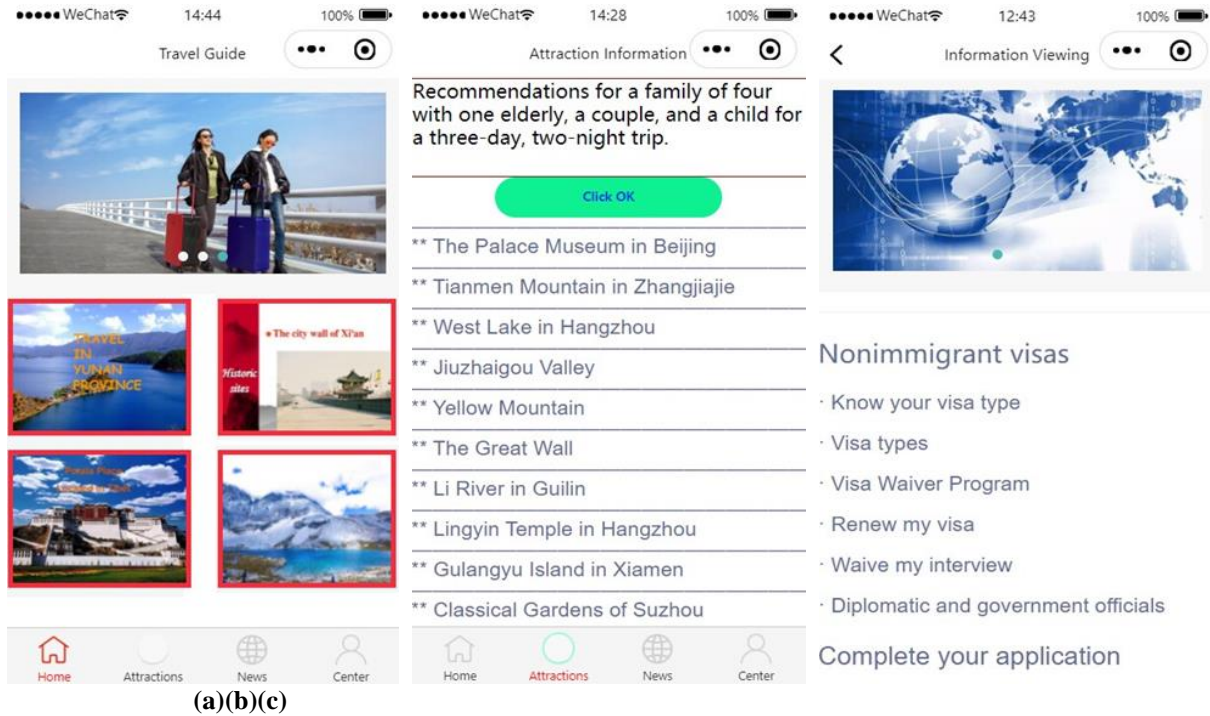 WeChat 14:44 100%
Travel Guide
TRAVEL
IN
YUNAN
PROVINCE
The city wall of Xi'an
Historic
sites
Potala Place
Home Attractions News Center
WeChat 14:28 100%
Attraction Information
Recommendations for a family of four
with one elderly, a couple, and a child for
a three-day, two-night trip.
Click OK
** The Palace Museum in Beijing
** Tianmen Mountain in Zhangjiajie
** West Lake in Hangzhou
** Jiuzhaigou Valley
** Yellow Mountain
** The Great Wall
** Li River in Guilin
** Lingyin Temple in Hangzhou
** Gulangyu Island in Xiamen
** Classical Gardens of Suzhou
Home Attractions News Center
WeChat 12:43 100%
Information Viewing
Nonimmigrant visas
· Know your visa type
· Visa types
· Visa Waiver Program
· Renew my visa
· Waive my interview
· Diplomatic and government officials
Complete your application
(a)(b)(c)